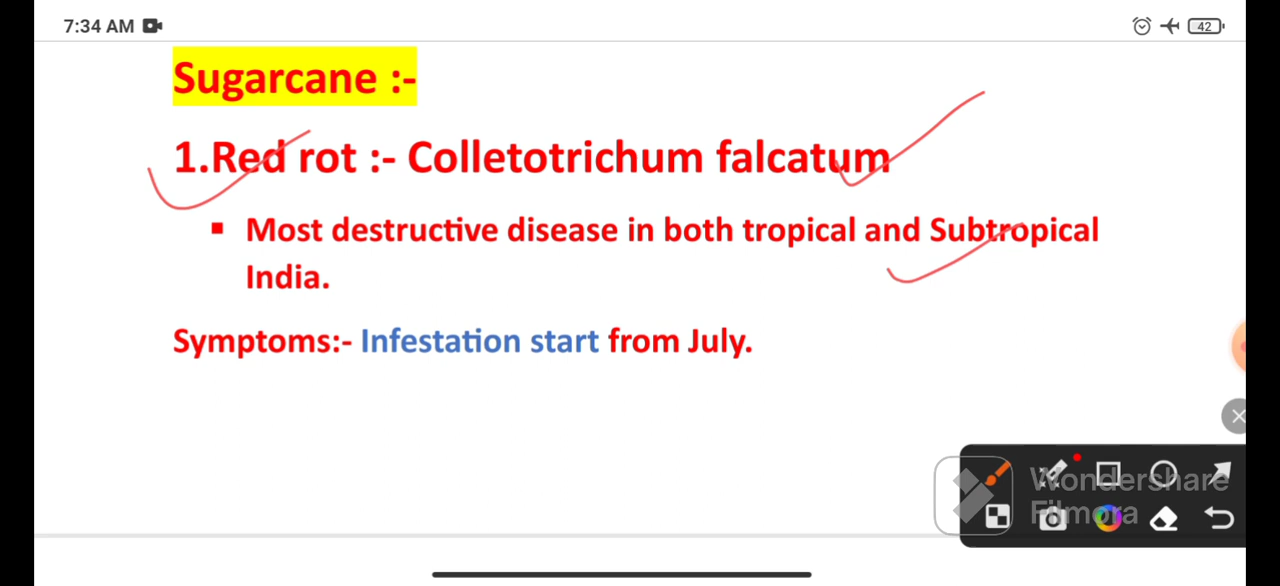 7:34 AM
42
Sugarcane :-
1.Red rot :- Colletotrichum falcatum
▪ Most destructive disease in both tropical and Subtropical
India.
Symptoms:- Infestation start from July.
Wondershare
Filmora